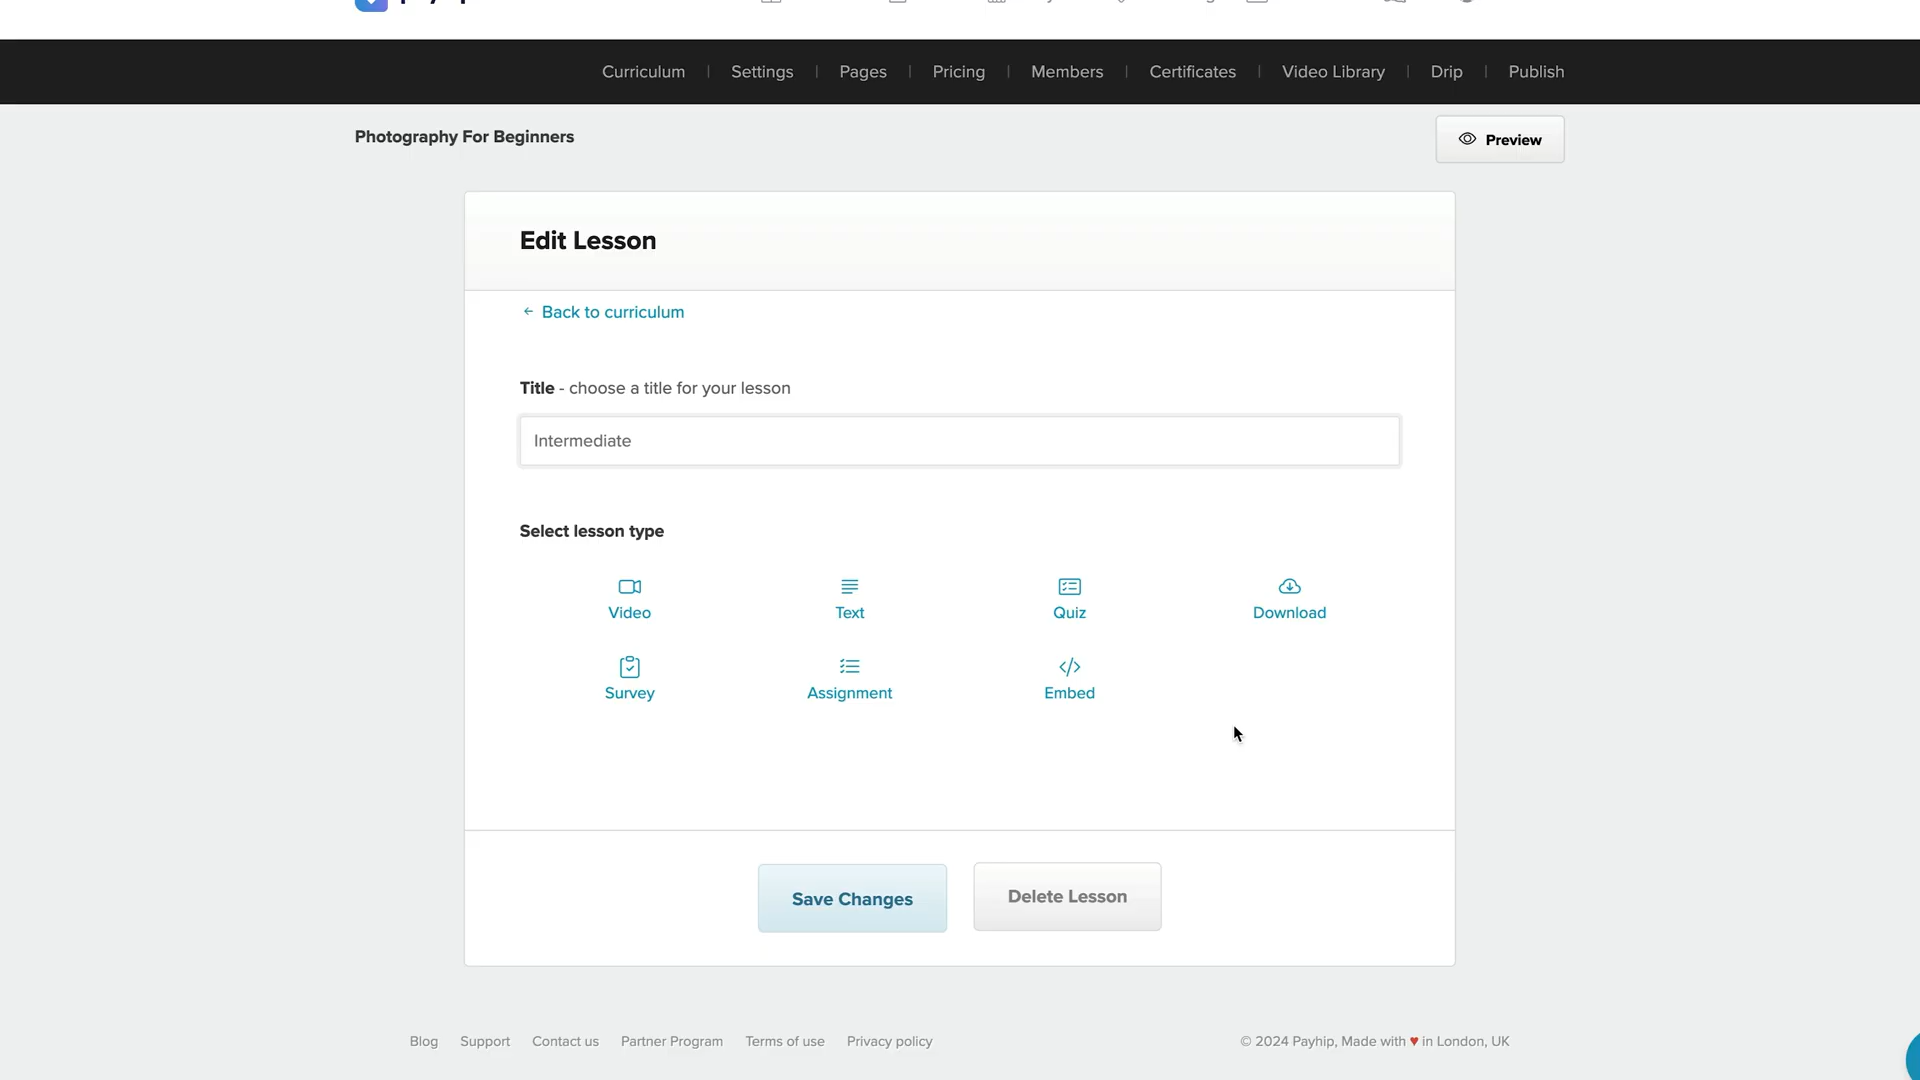 Curriculum | Settings | Pages | Pricing | Members | Certificates | Video Library | Drip | Publish
Photography For Beginners
Preview
Edit Lesson
← Back to curriculum
Title - choose a title for your lesson
Intermediate
Select lesson type
Video Text Quiz Download
Survey Assignment Embed
Save Changes Delete Lesson
Blog Support Contact us Partner Program Terms of use Privacy policy © 2024 Payhip, Made with ♥ in London, UK